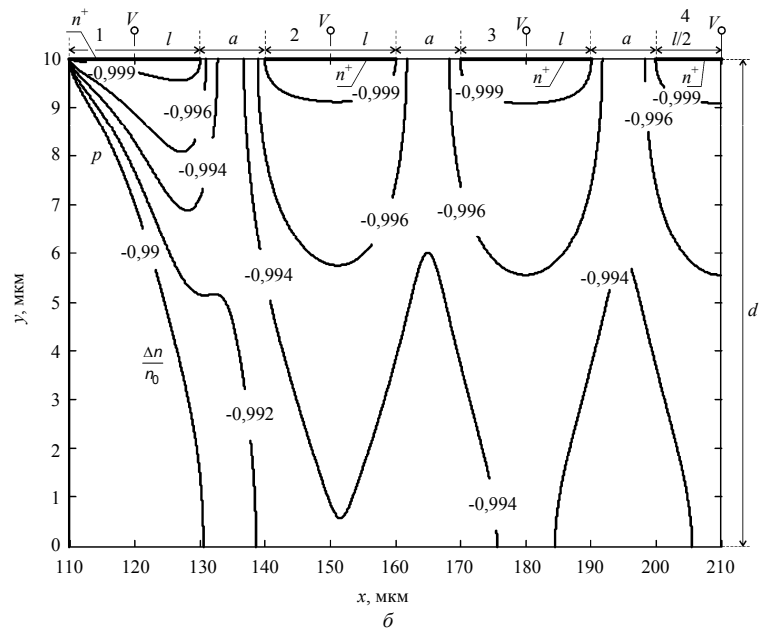 n+ 1 V l a 2 V l a 3 V l a 4 l/2 V
10 -0,999 n+ -0,999 -0,999 n+ n+ -0,999
9 -0,996 -0,996
8 p -0,994
7 -0,996 -0,996
6 -0,99 -0,994 -0,994
5 d
4 Δn/n0
3 -0,992
2
1 -0,994
0
y, мкм
110 120 130 140 150 160 170 180 190 200 210
x, мкм
б